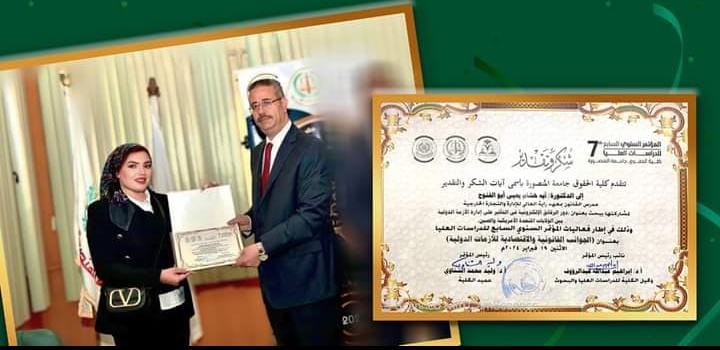 المؤتمر السنوي السابع
للدراسات العليا
كلية الحقوق جامعة المنصورة
7
شكر وتقدير
تتقدم كلية الحقوق جامعة المنصورة بأسمى آيات الشكر والتقدير
إلى الدكتورة/ آية هشام يحيى أبو الفتوح
مدرس القانون بمعهد راية العالي للإدارة والتجارة الخارجية
لمشاركتها ببحث بعنوان: دور الرقائق الإلكترونية في التأثير على إدارة الأزمة الدولية
بين الولايات المتحدة الأمريكية والصين
وذلك في إطار فعاليات المؤتمر السنوي السابع للدراسات العليا
بعنوان (الجوانب القانونية والاقتصادية للأزمات الدولية)
الاثنين ١٩ فبراير ٢٠٢٤م
نائب رئيس المؤتمر
أ.د. إبراهيم عبدالله عبدالرؤوف
وكيل الكلية للدراسات العليا والبحوث
رئيس المؤتمر
أ.د. وليد محمد الشناوي
عميد الكلية